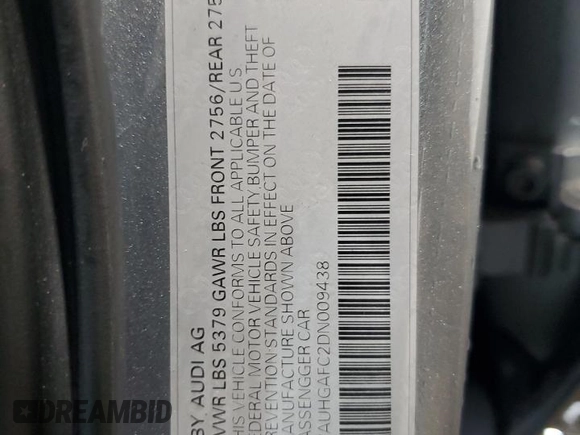 BY AUDI AG
VWR LBS 5379 GAWR LBS FRONT 2756/REAR 275
HIS VEHICLE CONFORMS TO ALL APPLICABLE U S
EDERAL MOTOR VEHICLE SAFETY BUMPER AND THEFT
REVENTION STANDARDS IN EFFECT ON THE DATE OF
ANUFACTURE SHOWN ABOVE
ASSENGGER CAR
AUHGAFC2DN009438
DREAMBID